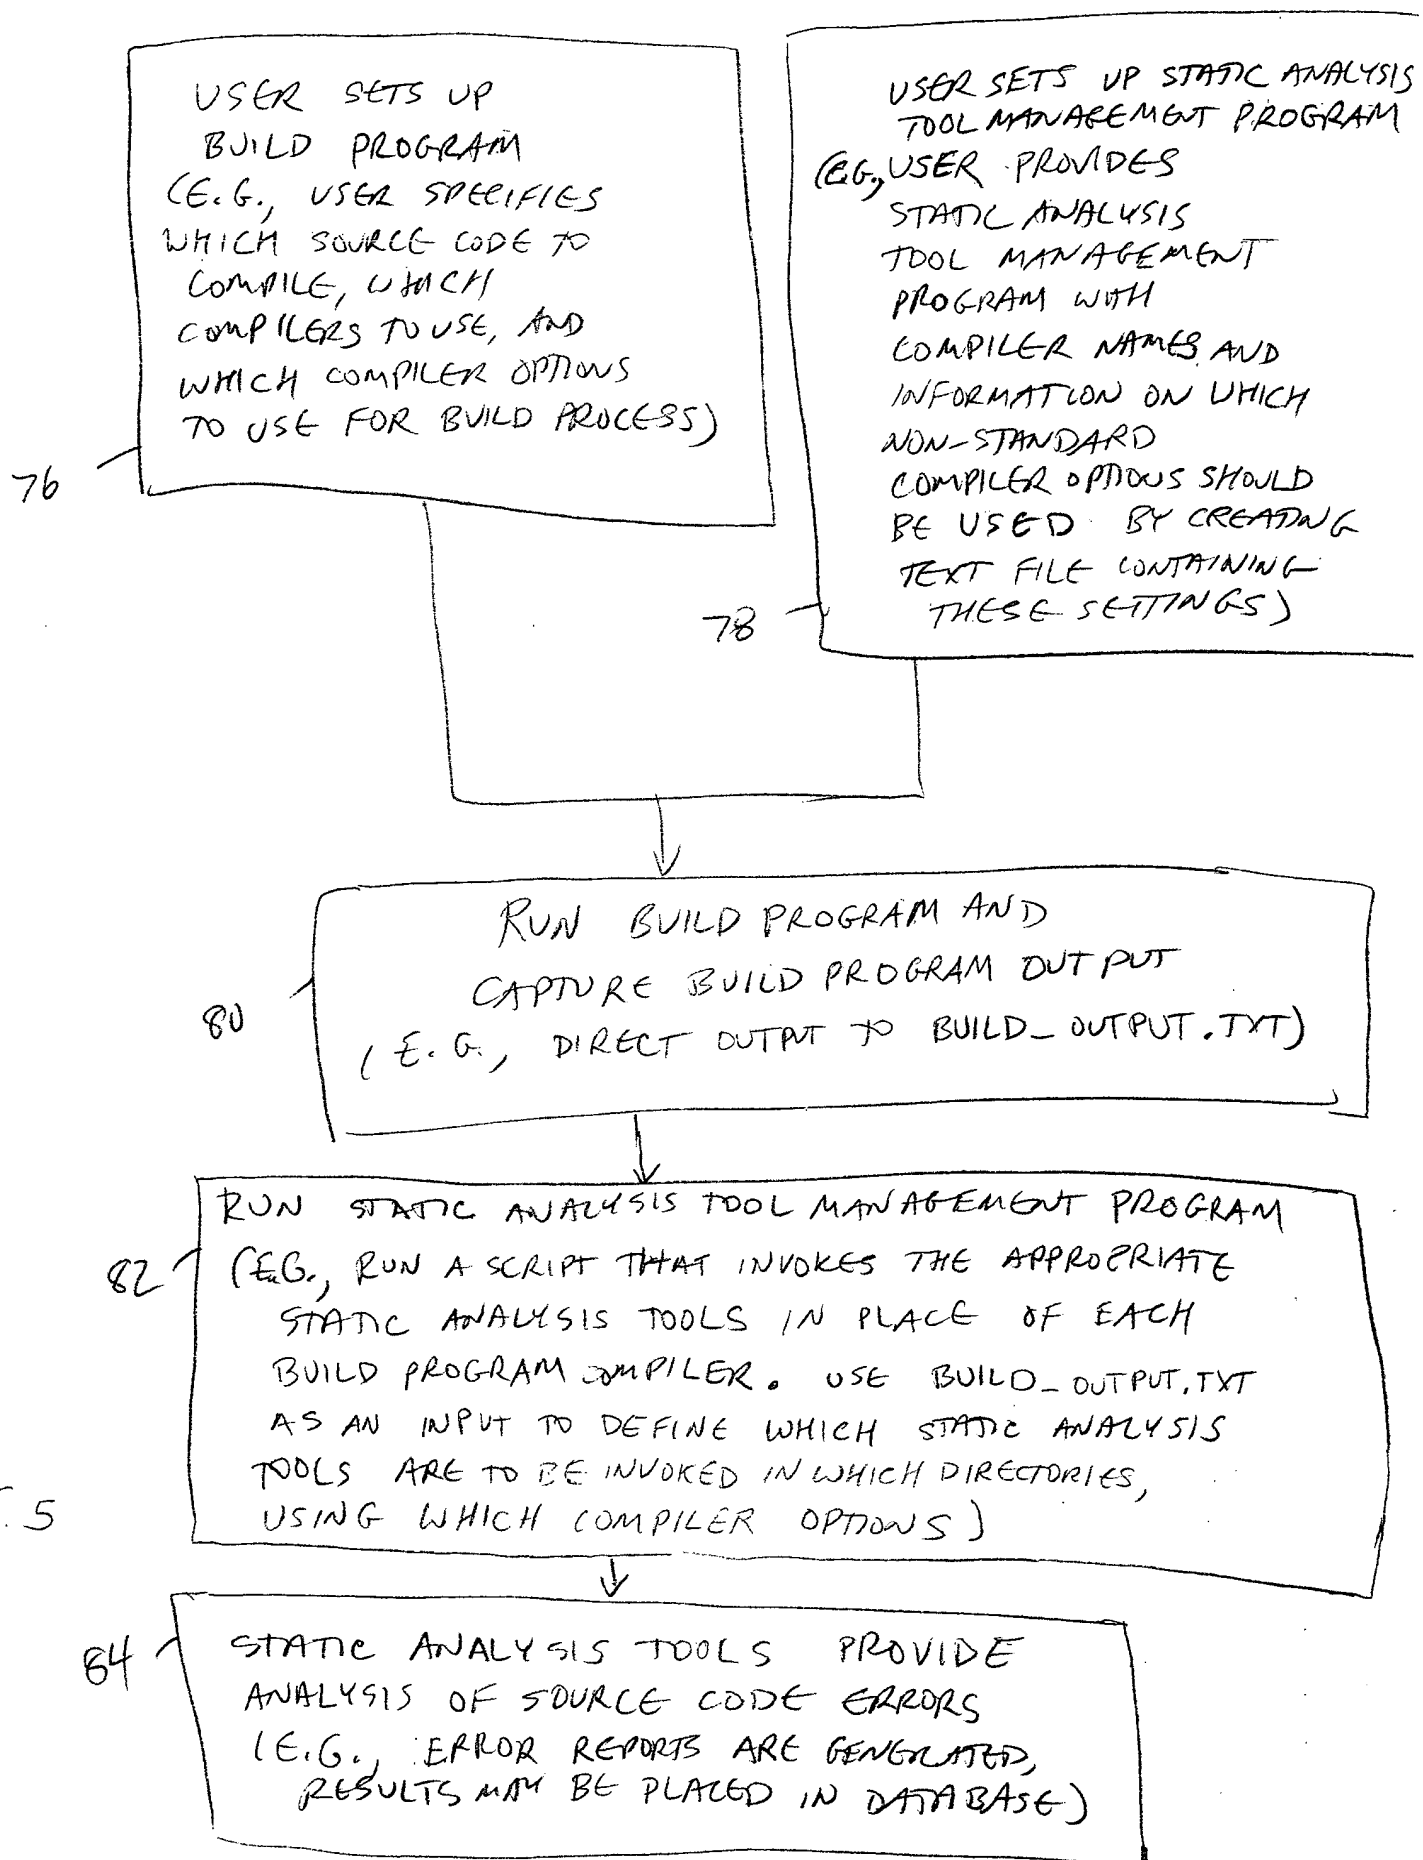 USER SETS UP
BUILD PROGRAM
(E.G., USER SPECIFIES
WHICH SOURCE CODE TO
COMPILE, WHICH
COMPILERS TO USE, AND
WHICH COMPILER OPTIONS
TO USE FOR BUILD PROCESS)
76
USER SETS UP STATIC ANALYSIS
TOOL MANAGEMENT PROGRAM
(E.G., USER PROVIDES
STATIC ANALYSIS
TOOL MANAGEMENT
PROGRAM WITH
COMPILER NAMES AND
INFORMATION ON WHICH
NON-STANDARD
COMPILER OPTIONS SHOULD
BE USED BY CREATING
TEXT FILE CONTAINING
THESE SETTINGS)
78
RUN BUILD PROGRAM AND
CAPTURE BUILD PROGRAM OUTPUT
(E.G., DIRECT OUTPUT TO BUILD_OUTPUT.TXT)
80
RUN STATIC ANALYSIS TOOL MANAGEMENT PROGRAM
(E.G., RUN A SCRIPT THAT INVOKES THE APPROPRIATE
STATIC ANALYSIS TOOLS IN PLACE OF EACH
BUILD PROGRAM COMPILER. USE BUILD_OUTPUT.TXT
AS AN INPUT TO DEFINE WHICH STATIC ANALYSIS
TOOLS ARE TO BE INVOKED IN WHICH DIRECTORIES,
USING WHICH COMPILER OPTIONS)
82
. 5
STATIC ANALYSIS TOOLS PROVIDE
ANALYSIS OF SOURCE CODE ERRORS
(E.G., ERROR REPORTS ARE GENERATED,
RESULTS MAY BE PLACED IN DATABASE)
84